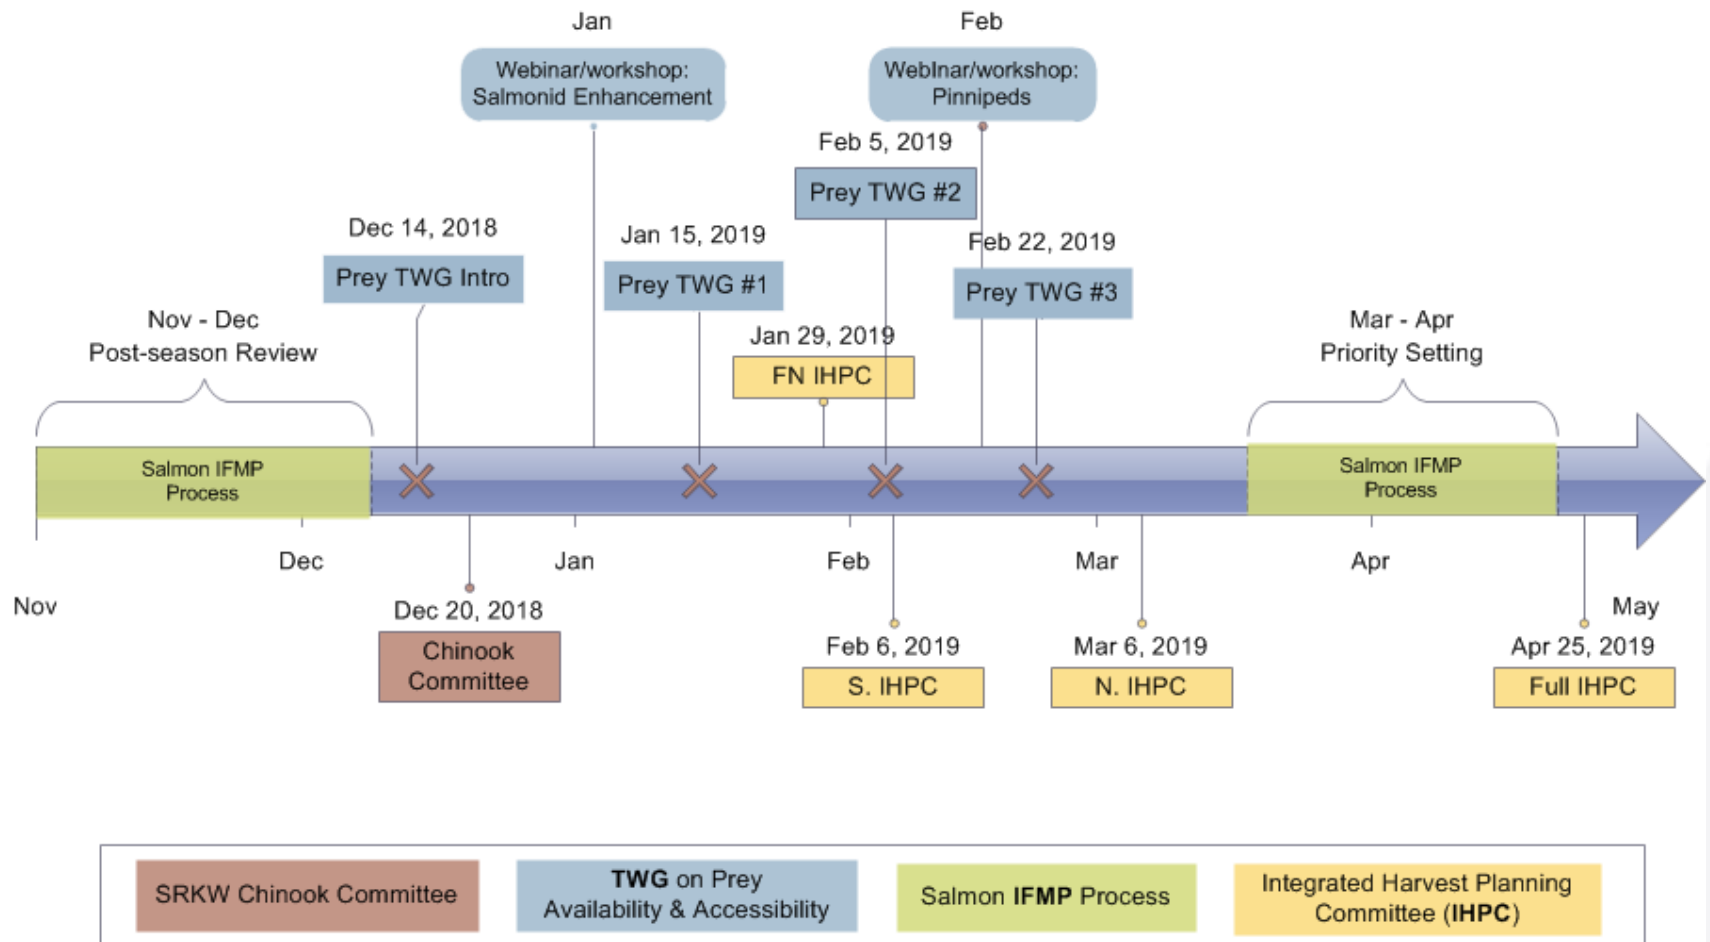 Jan
Feb
Webinar/workshop:
Salmonid Enhancement
WebInar/workshop:
Pinnipeds
Feb 5, 2019
Prey TWG #2
Dec 14, 2018
Prey TWG Intro
Jan 15, 2019
Prey TWG #1
Feb 22, 2019
Prey TWG #3
Nov - Dec
Post-season Review
Jan 29, 2019
FN IHPC
Mar - Apr
Priority Setting
Salmon IFMP
Process
Salmon IFMP
Process
Nov
Dec
Jan
Feb
Mar
Apr
May
Dec 20, 2018
Chinook
Committee
Feb 6, 2019
S. IHPC
Mar 6, 2019
N. IHPC
Apr 25, 2019
Full IHPC
SRKW Chinook Committee
TWG on Prey
Availability & Accessibility
Salmon IFMP Process
Integrated Harvest Planning
Committee (IHPC)